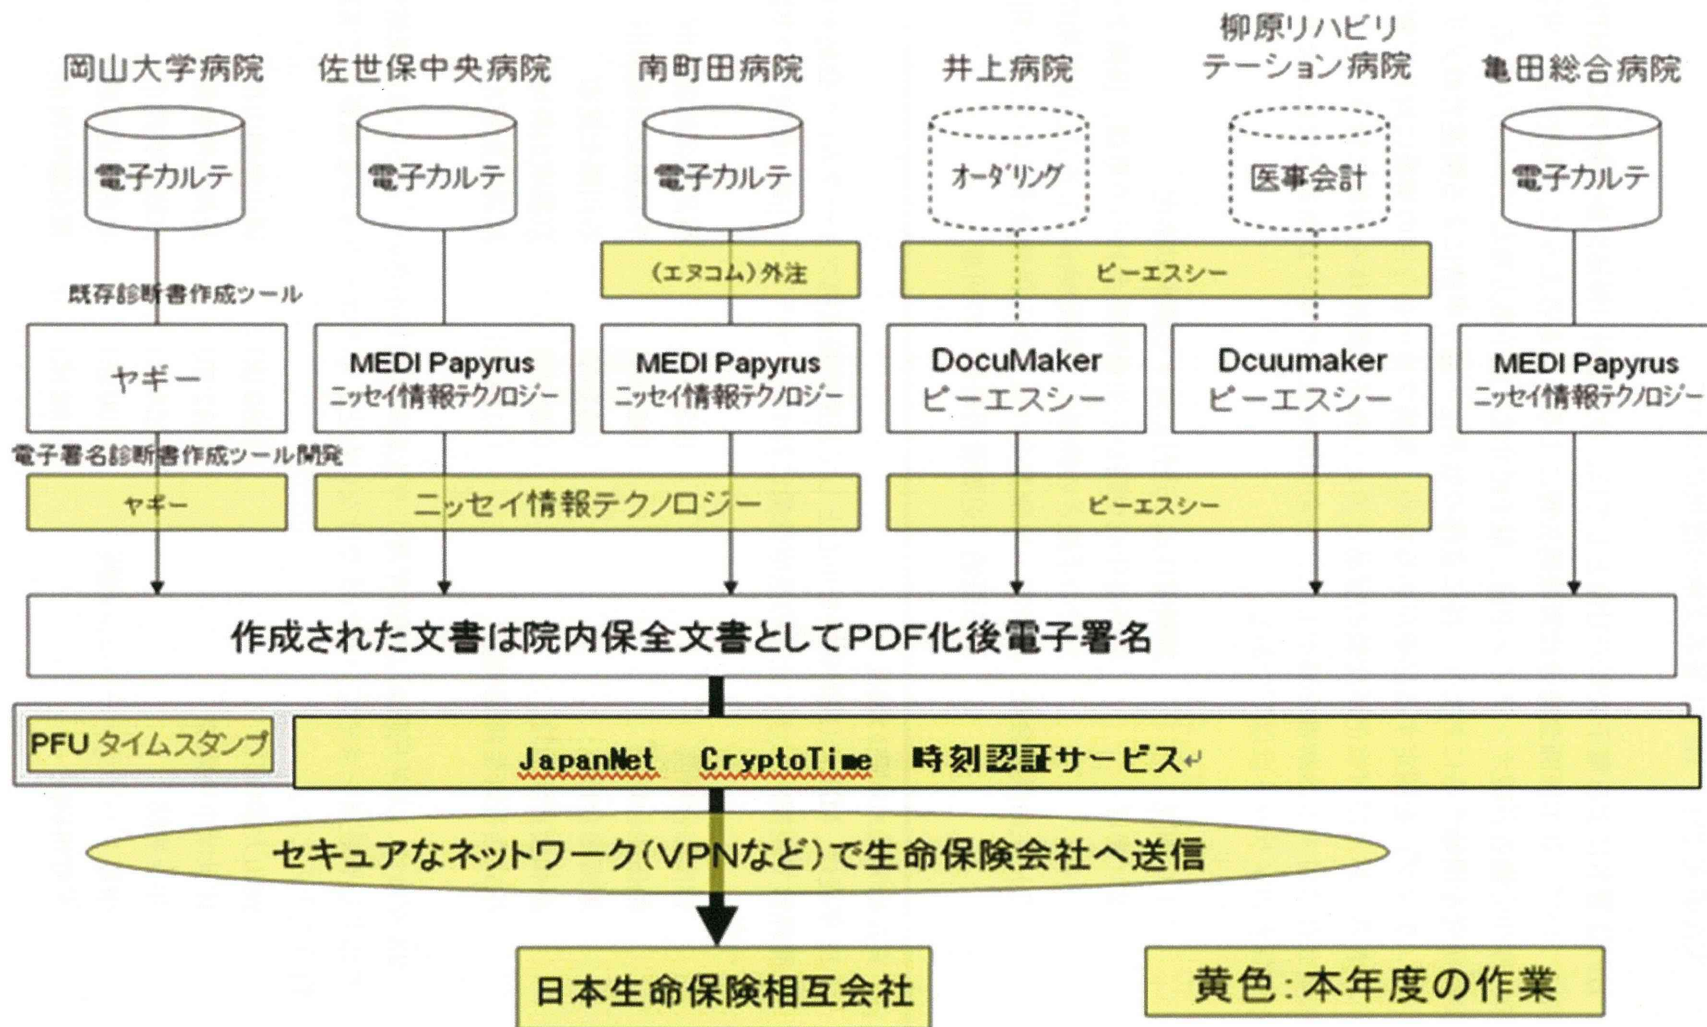 岡山大学病院
佐世保中央病院
南町田病院
井上病院
柳原リハビリ
テーション病院
亀田総合病院
電子カルテ
電子カルテ
電子カルテ
オーダリング
医事会計
電子カルテ
(エヌコム)外注
ピーエスシー
既存診断書作成ツール
ヤギー
MEDI Papyrus
ニッセイ情報テクノロジー
MEDI Papyrus
ニッセイ情報テクノロジー
DocuMaker
ピーエスシー
Dcuumaker
ピーエスシー
MEDI Papyrus
ニッセイ情報テクノロジー
電子署名診断書作成ツール開発
ヤギー
ニッセイ情報テクノロジー
ピーエスシー
作成された文書は院内保全文書としてPDF化後電子署名
PFU タイムスタンプ
JapanNet CryptoTime 時刻認証サービス↵
セキュアなネットワーク(VPNなど)で生命保険会社へ送信
日本生命保険相互会社
黄色:本年度の作業